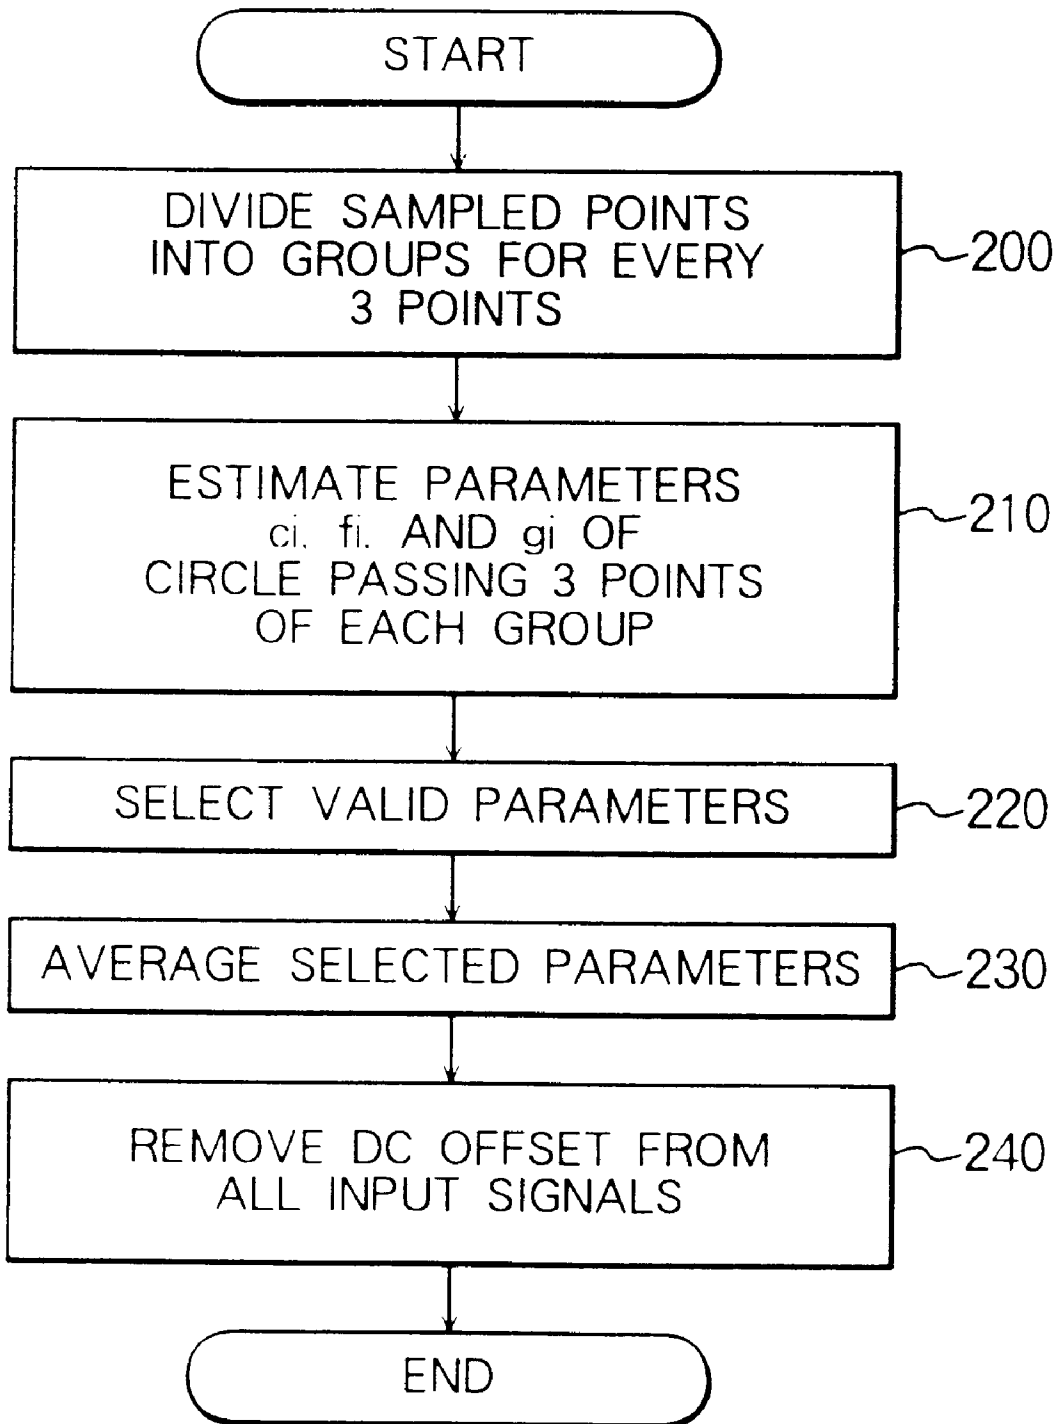 START
DIVIDE SAMPLED POINTS
INTO GROUPS FOR EVERY
3 POINTS
200
ESTIMATE PARAMETERS
ci, fi, AND gi OF
CIRCLE PASSING 3 POINTS
OF EACH GROUP
210
SELECT VALID PARAMETERS
220
AVERAGE SELECTED PARAMETERS
230
REMOVE DC OFFSET FROM
ALL INPUT SIGNALS
240
END